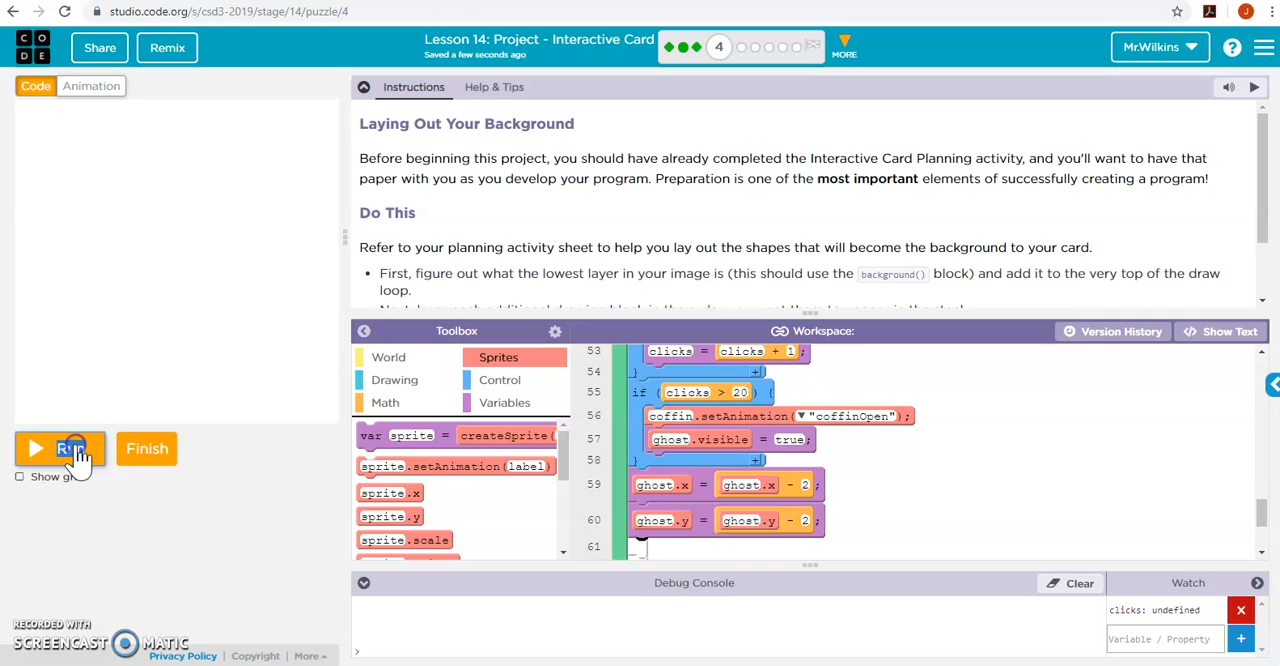 studio.code.org/s/csd3-2019/stage/14/puzzle/4
J
CO
DE
Share
Remix
Lesson 14: Project - Interactive Card
Saved a few seconds ago
4
MORE
Mr.Wilkins
?
Code
Animation
Instructions
Help & Tips
Laying Out Your Background
Before beginning this project, you should have already completed the Interactive Card Planning activity, and you'll want to have that
paper with you as you develop your program. Preparation is one of the most important elements of successfully creating a program!
Do This
Refer to your planning activity sheet to help you lay out the shapes that will become the background to your card.
• First, figure out what the lowest layer in your image is (this should use the background() block) and add it to the very top of the draw
loop.
Toolbox
Workspace:
Version History
Show Text
World
Sprites
Drawing
Control
Math
Variables
var sprite = createSprite(
sprite.setAnimation(label)
sprite.x
sprite.y
sprite.scale
53 clicks = clicks + 1;
54 }
55 if (clicks > 20) {
56 coffin.setAnimation("coffinOpen");
57 ghost.visible = true;
58 }
59 ghost.x = ghost.x - 2;
60 ghost.y = ghost.y - 2;
61
Run
Finish
Show
Debug Console
Clear
Watch
clicks: undefined
Variable / Property
>
RECORDED WITH
SCREENCAST MATIC
Privacy Policy | Copyright | More